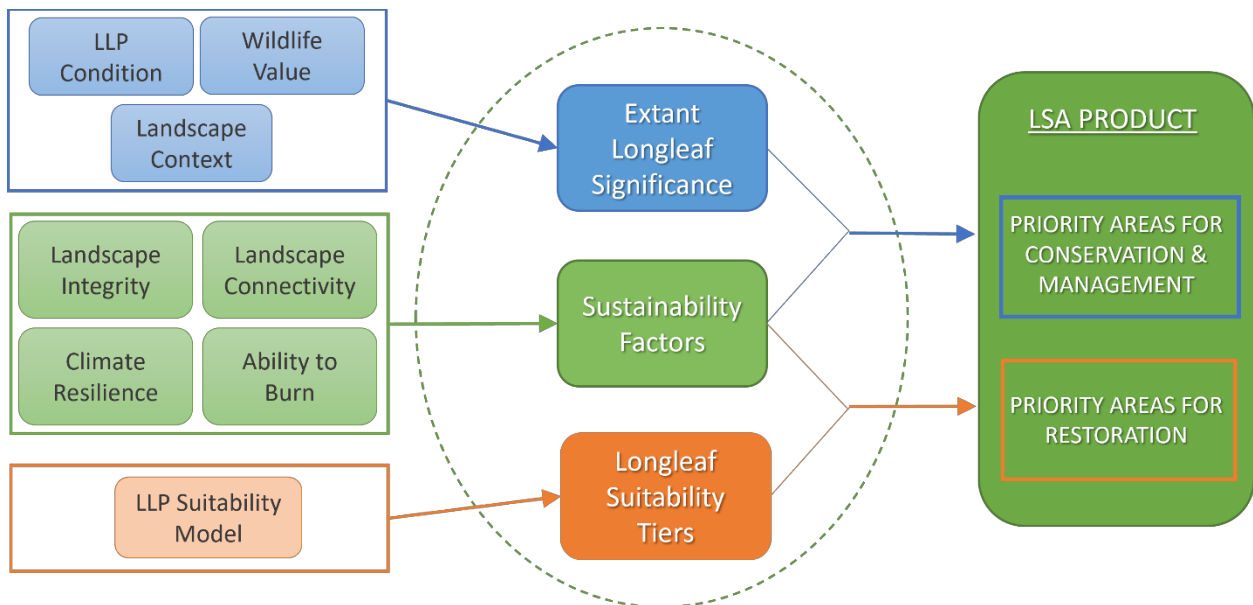 LLP
Condition
Wildlife
Value
Landscape
Context
Landscape
Integrity
Landscape
Connectivity
Climate
Resilience
Ability to
Burn
LLP Suitability
Model
Extant
Longleaf
Significance
Sustainability
Factors
Longleaf
Suitability
Tiers
LSA PRODUCT
PRIORITY AREAS FOR
CONSERVATION &
MANAGEMENT
PRIORITY AREAS FOR
RESTORATION